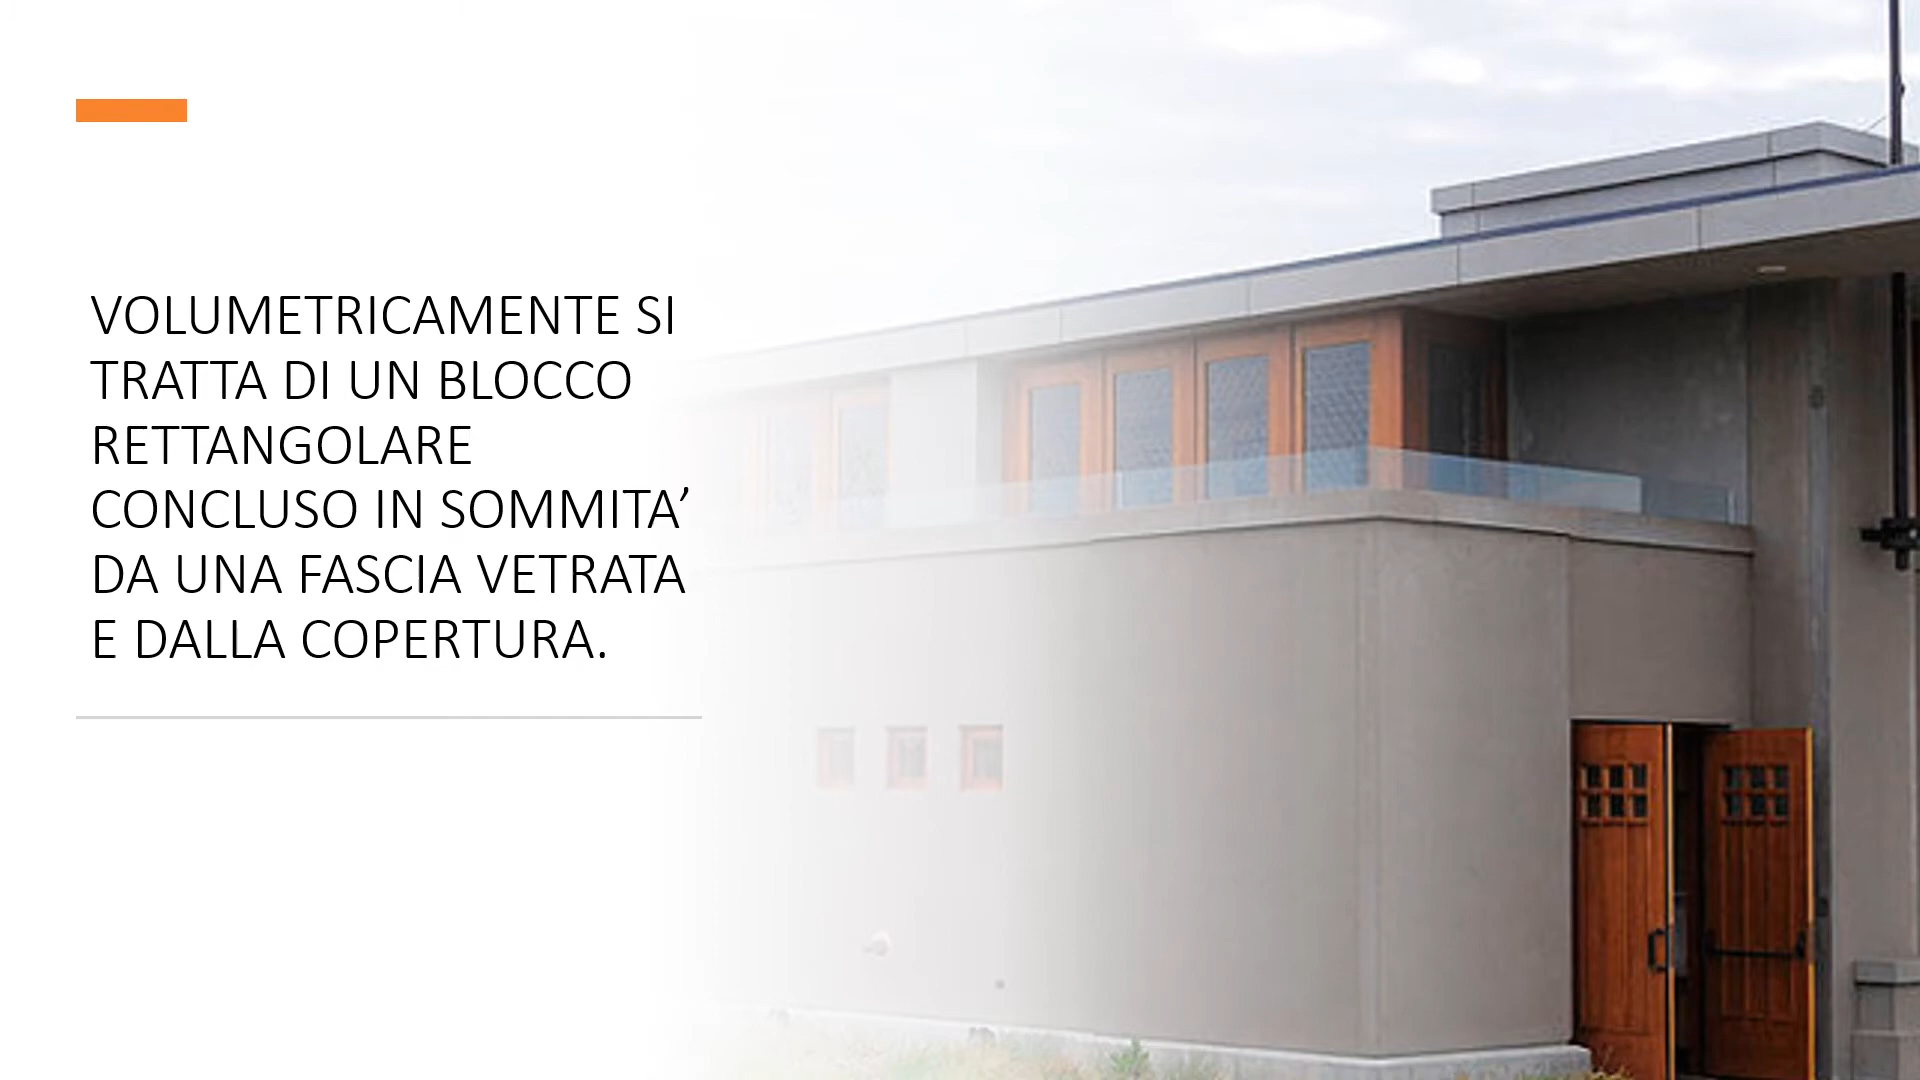 VOLUMETRICAMENTE SI
TRATTA DI UN BLOCCO
RETTANGOLARE
CONCLUSO IN SOMMITA’
DA UNA FASCIA VETRATA
E DALLA COPERTURA.